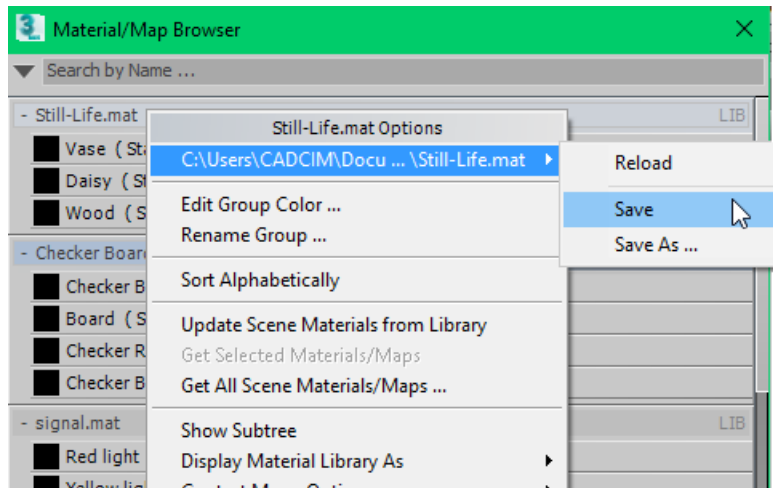 Material/Map Browser
Search by Name ...
- Still-Life.mat LIB
Still-Life.mat Options
Vase ( Sta
C:\Users\CADCIM\Docu ... \Still-Life.mat
Reload
Daisy ( St
Wood ( S
Edit Group Color ...
Save
Rename Group ...
Save As ...
- Checker Boar
Sort Alphabetically
Checker B
Board ( S
Update Scene Materials from Library
Checker R
Get Selected Materials/Maps
Checker B
Get All Scene Materials/Maps ...
- signal.mat LIB
Show Subtree
Red light
Display Material Library As